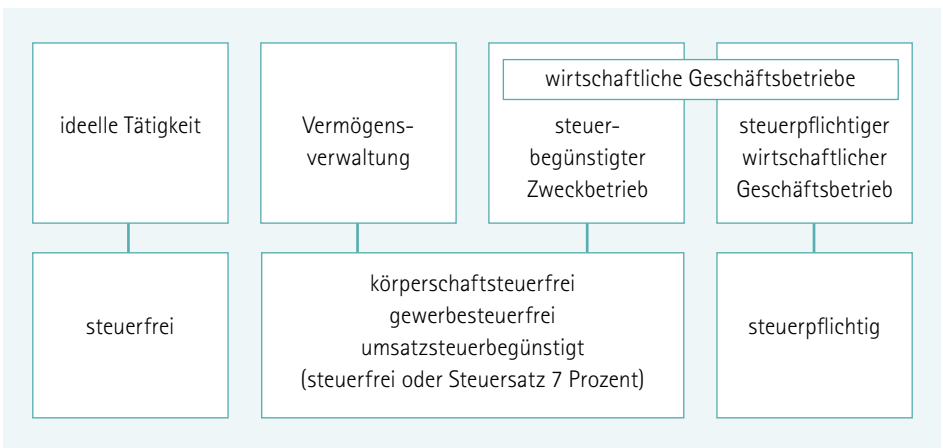 ideelle Tätigkeit
Vermögens-
verwaltung
wirtschaftliche Geschäftsbetriebe
steuer-
begünstigter
Zweckbetrieb
steuerpflichtiger
wirtschaftlicher
Geschäftsbetrieb
steuerfrei
körperschaftsteuerfrei
gewerbesteuerfrei
umsatzsteuerbegünstigt
(steuerfrei oder Steuersatz 7 Prozent)
steuerpflichtig